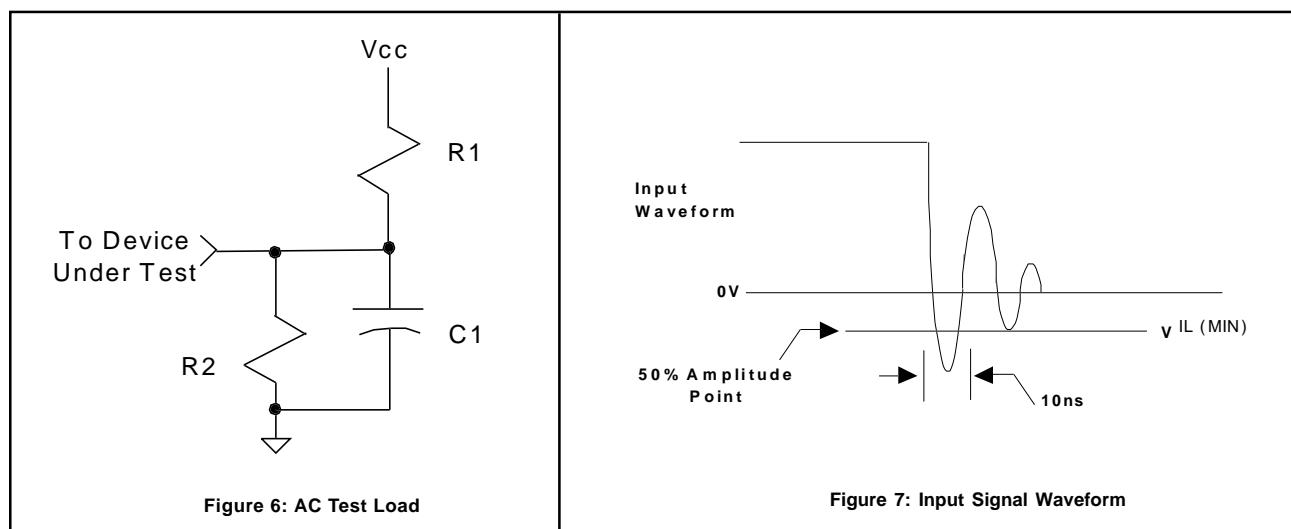 Vcc
R1
To Device
Under Test
R2
C1
Figure 6: AC Test Load
Input
Waveform
0V
V IL (MIN)
50% Amplitude
Point
10ns
Figure 7: Input Signal Waveform